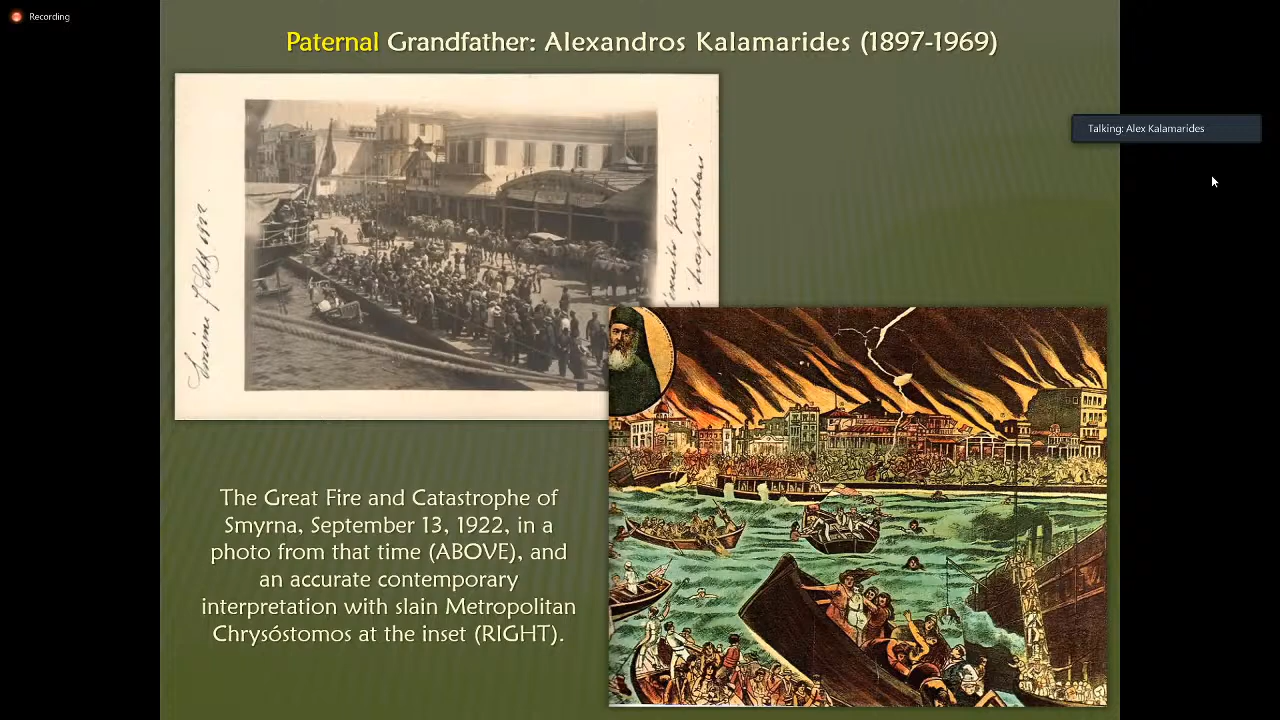 Recording
Paternal Grandfather: Alexandros Kalamarides (1897-1969)
Talking: Alex Kalamarides
The Great Fire and Catastrophe of
Smyrna, September 13, 1922, in a
photo from that time (ABOVE), and
an accurate contemporary
interpretation with slain Metropolitan
Chrysóstomos at the inset (RIGHT).